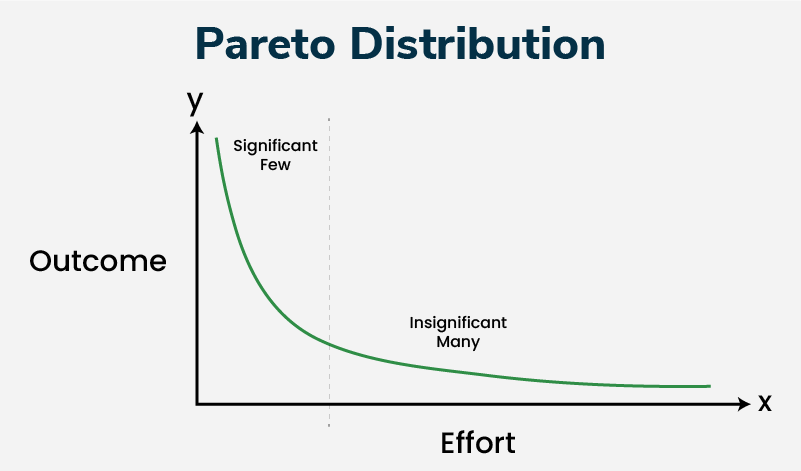 Pareto Distribution
y
Significant
Few
Outcome
Insignificant
Many
x
Effort